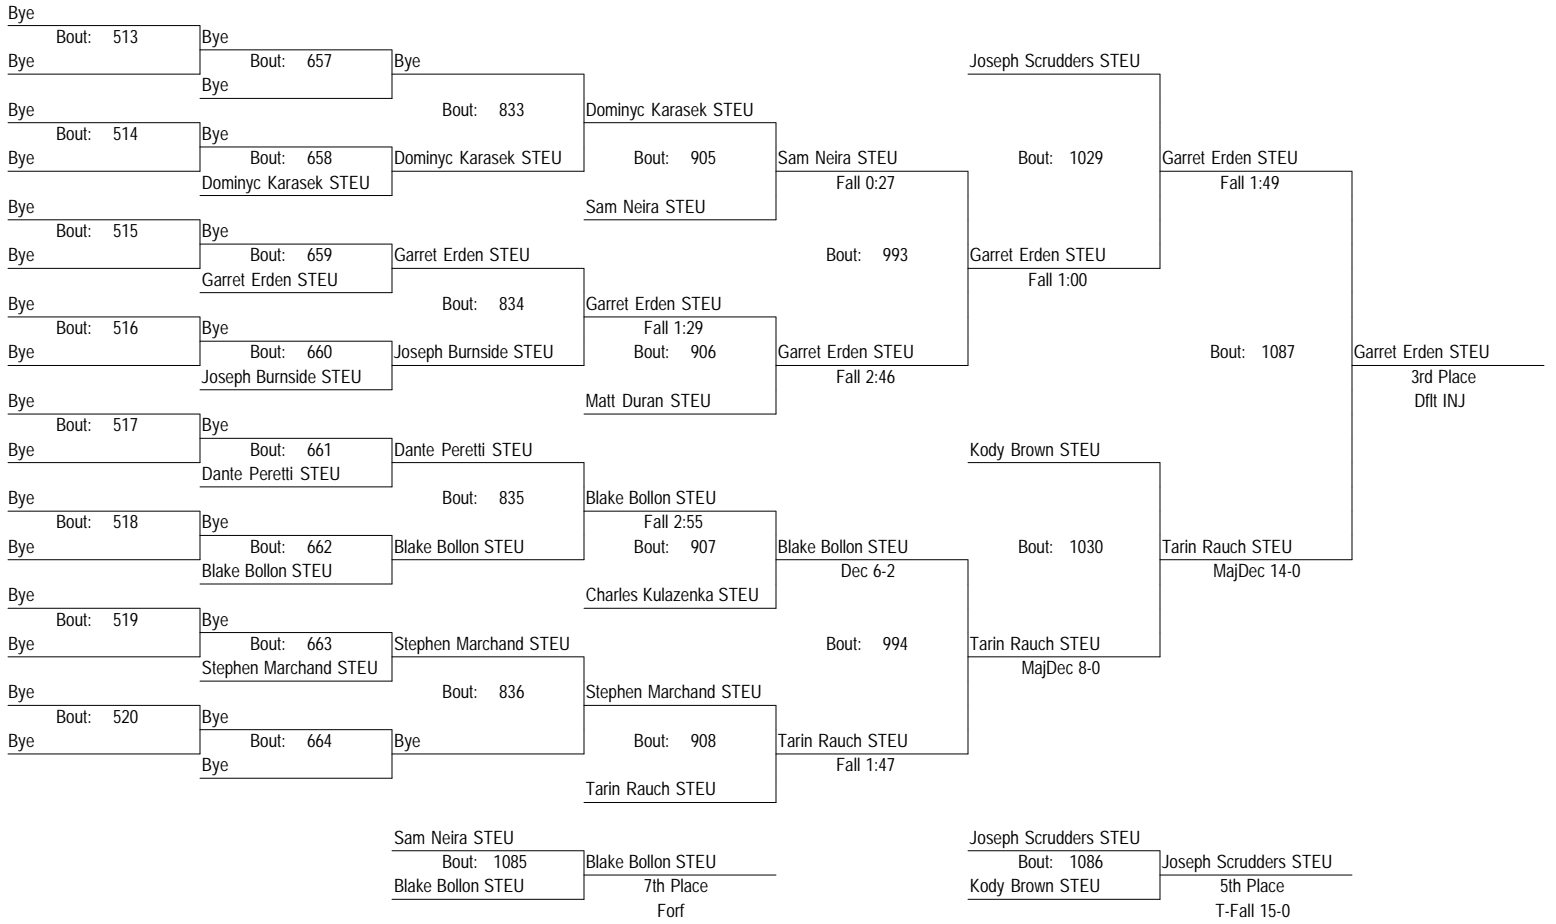 Bye
Bout: 513 Bye
Bye Bout: 657 Bye Joseph Scrudders STEU
Bye
Bye Bout: 833 Dominyc Karasek STEU
Bout: 514 Bye
Bye Bout: 658 Dominyc Karasek STEU Bout: 905 Sam Neira STEU Bout: 1029 Garret Erden STEU
Dominyc Karasek STEU Fall 0:27 Fall 1:49
Bye Sam Neira STEU
Bout: 515 Bye
Bye Bout: 659 Garret Erden STEU Bout: 993 Garret Erden STEU
Garret Erden STEU Fall 1:00
Bye Bout: 834 Garret Erden STEU
Bout: 516 Bye Fall 1:29
Bye Bout: 660 Joseph Burnside STEU Bout: 906 Garret Erden STEU Bout: 1087 Garret Erden STEU
Joseph Burnside STEU Fall 2:46 3rd Place
Bye Matt Duran STEU Dflt INJ
Bout: 517 Bye
Bye Bout: 661 Dante Peretti STEU Kody Brown STEU
Dante Peretti STEU
Bye Bout: 835 Blake Bollon STEU
Bout: 518 Bye Fall 2:55
Bye Bout: 662 Blake Bollon STEU Bout: 907 Blake Bollon STEU Bout: 1030 Tarin Rauch STEU
Blake Bollon STEU Dec 6-2 MajDec 14-0
Bye Charles Kulazenka STEU
Bout: 519 Bye
Bye Bout: 663 Stephen Marchand STEU Bout: 994 Tarin Rauch STEU
Stephen Marchand STEU MajDec 8-0
Bye Bout: 836 Stephen Marchand STEU
Bout: 520 Bye
Bye Bout: 664 Bye Bout: 908 Tarin Rauch STEU
Bye Fall 1:47
Tarin Rauch STEU
Sam Neira STEU Joseph Scrudders STEU
Bout: 1085 Blake Bollon STEU Bout: 1086 Joseph Scrudders STEU
Blake Bollon STEU 7th Place Kody Brown STEU 5th Place
Forf T-Fall 15-0